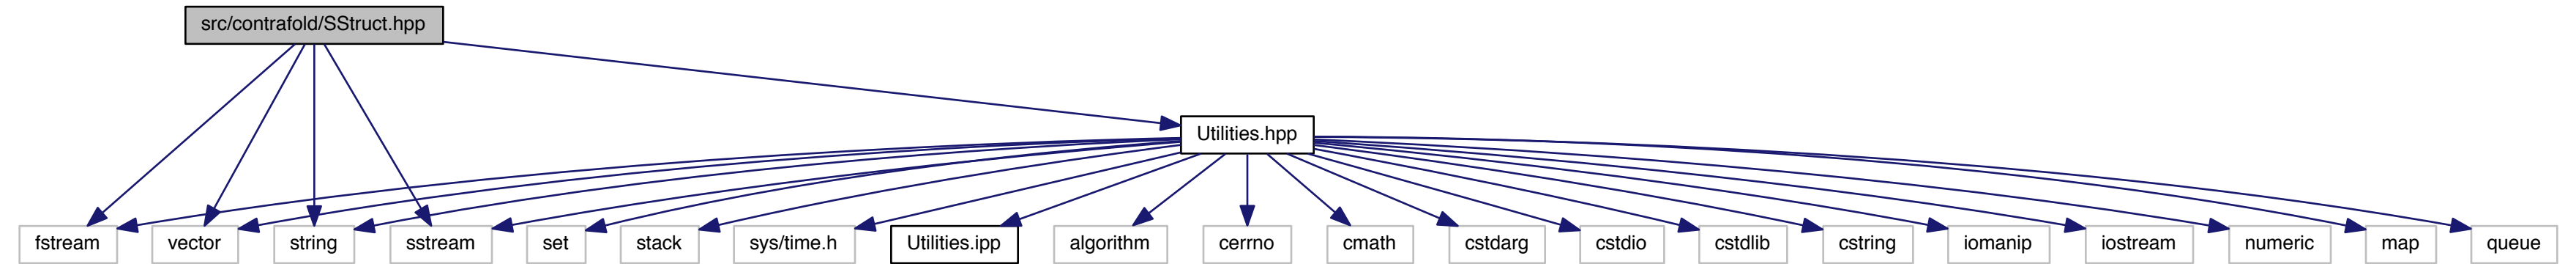 src/contrafold/SStruct.hpp
Utilities.hpp
fstream
vector
string
sstream
set
stack
sys/time.h
Utilities.ipp
algorithm
cerrno
cmath
cstdarg
cstdio
cstdlib
cstring
iomanip
iostream
numeric
map
queue